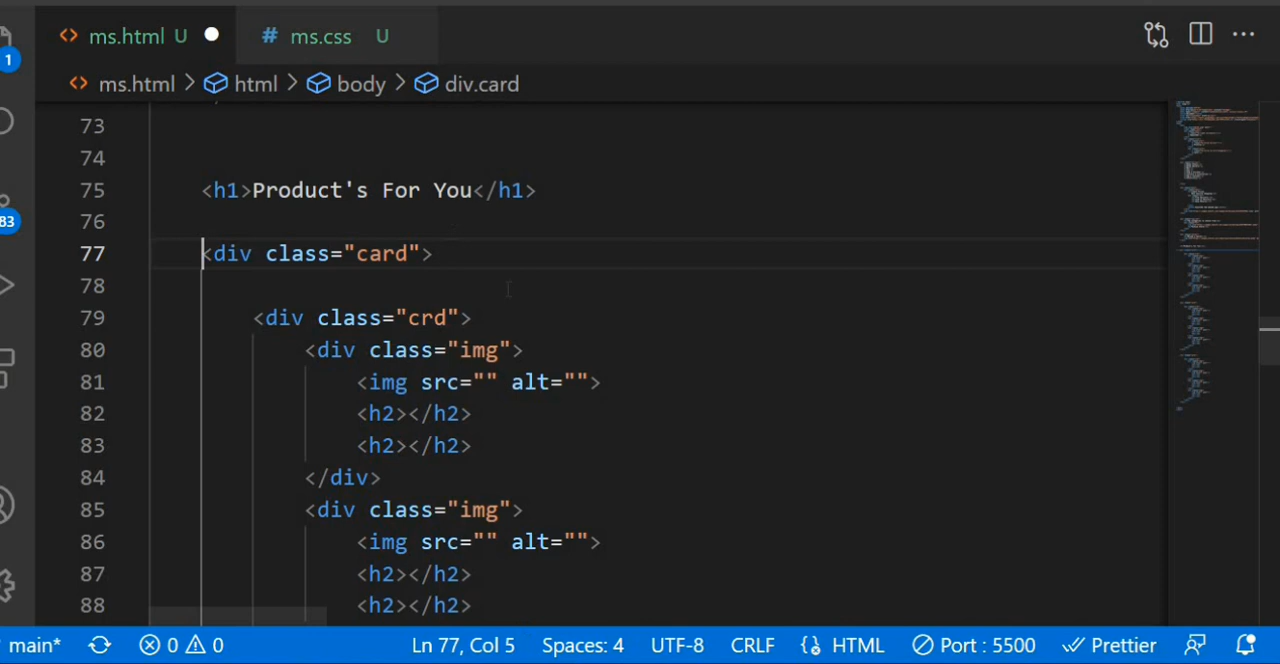 ms.html U
# ms.css U
1
ms.html > html > body > div.card
73
74
75 <h1>Product's For You</h1>
76
77 <div class="card">
78
79 <div class="crd">
80 <div class="img">
81 <img src="" alt="">
82 <h2></h2>
83 <h2></h2>
84 </div>
85 <div class="img">
86 <img src="" alt="">
87 <h2></h2>
88 <h2></h2>
83
main* 0 0 Ln 77, Col 5 Spaces: 4 UTF-8 CRLF HTML Port : 5500 Prettier